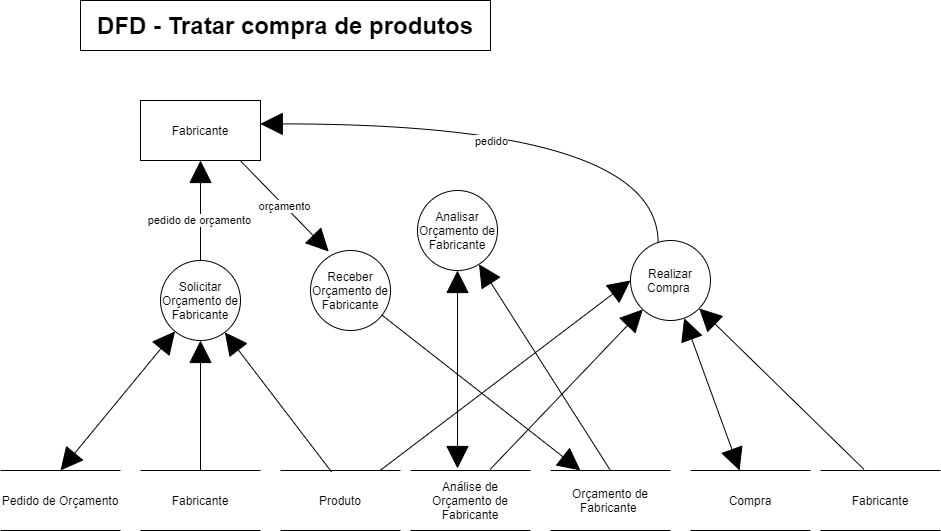 DFD - Tratar compra de produtos
Fabricante
pedido
pedido de orçamento
orçamento
Analisar
Orçamento de
Fabricante
Solicitar
Orçamento de
Fabricante
Receber
Orçamento de
Fabricante
Realizar
Compra
Pedido de Orçamento
Fabricante
Produto
Análise de
Orçamento de
Fabricante
Orçamento de
Fabricante
Compra
Fabricante